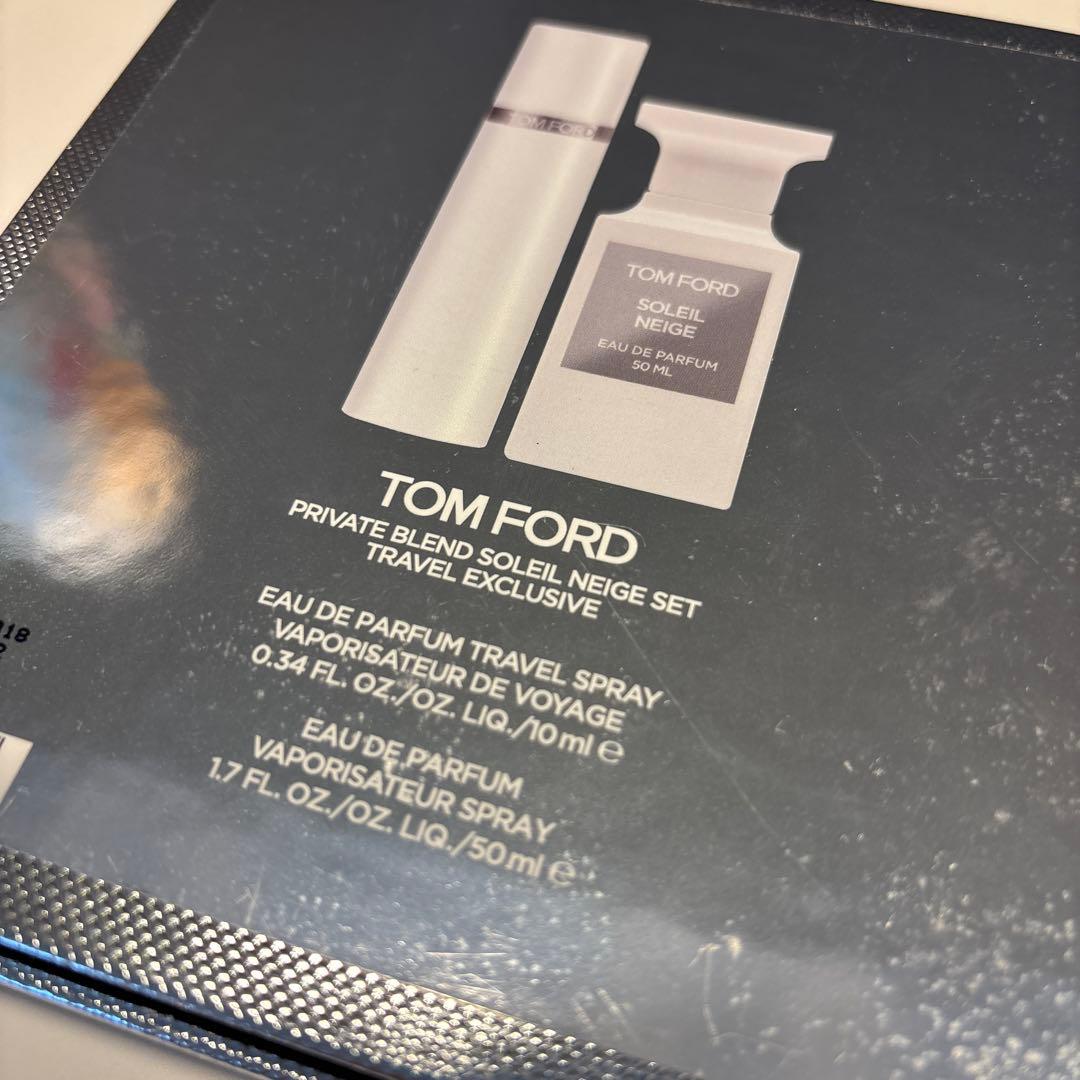 TOM FORD
TOM FORD
SOLEIL
NEIGE
EAU DE PARFUM
50 ML
TOM FORD
PRIVATE BLEND SOLEIL NEIGE SET
TRAVEL EXCLUSIVE
EAU DE PARFUM TRAVEL SPRAY
VAPORISATEUR DE VOYAGE
0.34 FL. OZ./OZ. LIQ./10 ml ℮
EAU DE PARFUM
VAPORISATEUR SPRAY
1.7 FL. OZ./OZ. LIQ./50 ml ℮